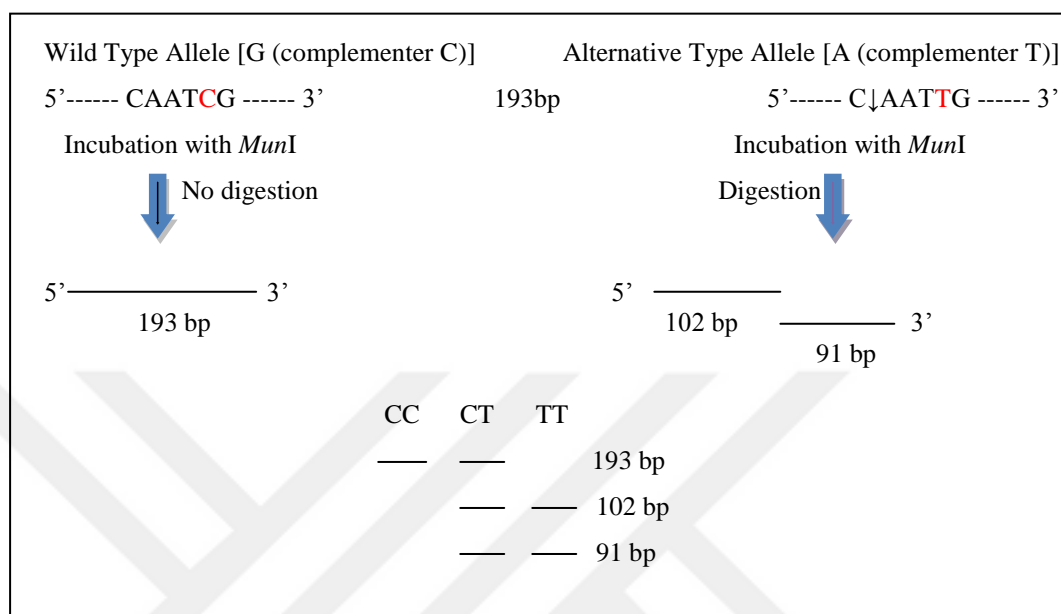 Wild Type Allele [G (complementer C)] Alternative Type Allele [A (complementer T)]
5’------ CAATCG ------ 3’ 193bp 5’------ C↓AATTG ------ 3’
Incubation with MunI Incubation with MunI
No digestion Digestion
5’ 3’ 5’
193 bp 102 bp 3’
91 bp
CC CT TT
193 bp
102 bp
91 bp